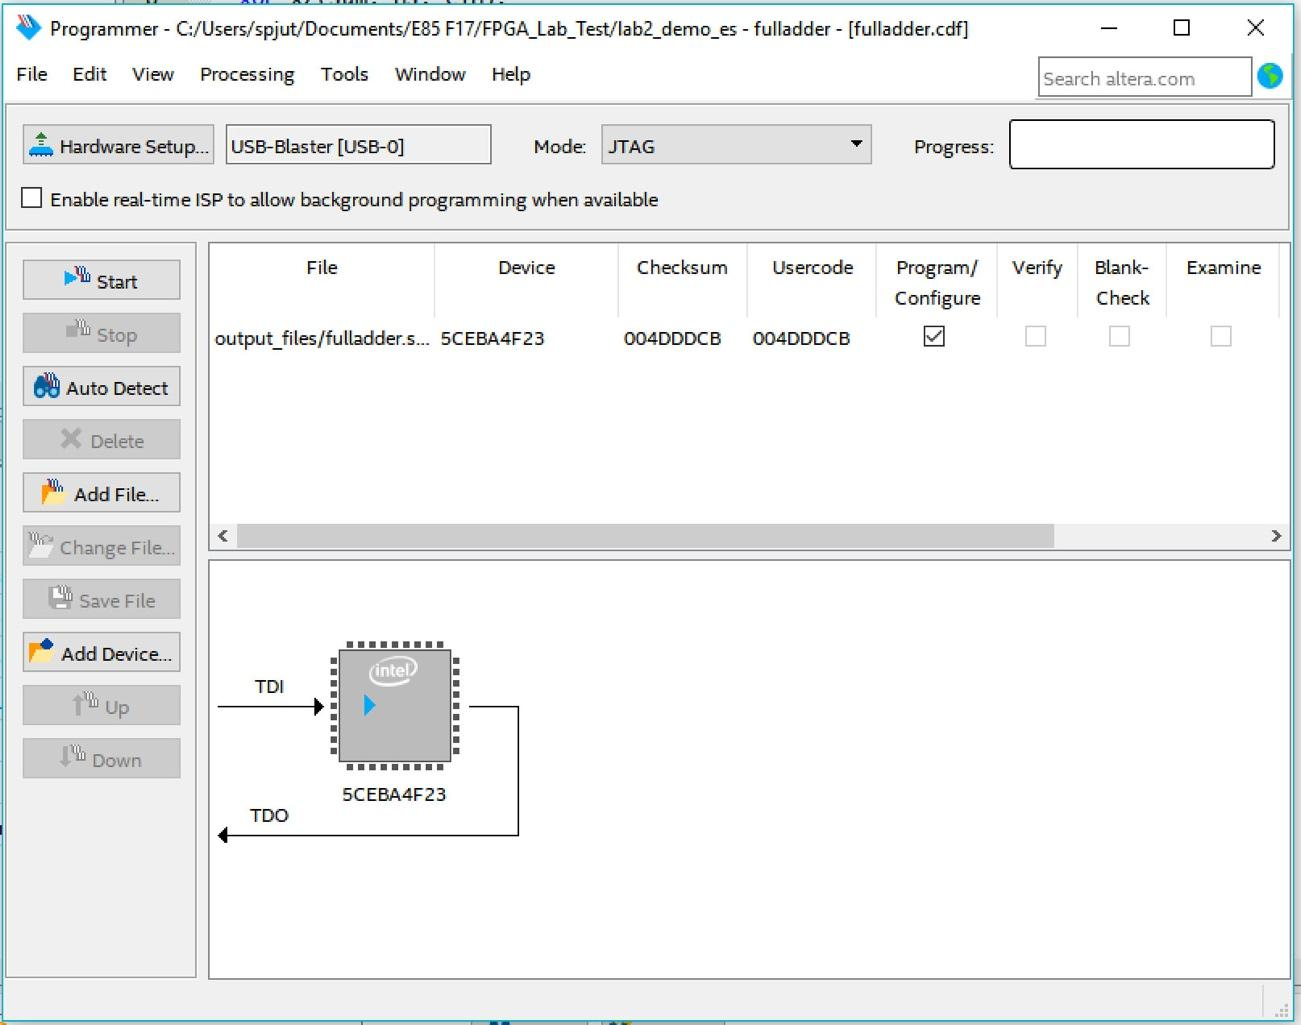 Programmer - C:/Users/spjut/Documents/E85 F17/FPGA_Lab_Test/lab2_demo_es - fulladder - [fulladder.cdf]
File Edit View Processing Tools Window Help
Search altera.com
Hardware Setup... USB-Blaster [USB-0] Mode: JTAG Progress:
Enable real-time ISP to allow background programming when available
Start
Stop
Auto Detect
Delete
Add File...
Change File...
Save File
Add Device...
Up
Down
File Device Checksum Usercode Program/ Verify Blank- Examine
Configure Check
output_files/fulladder.s... 5CEBA4F23 004DDDCB 004DDDCB
TDI
intel
5CEBA4F23
TDO